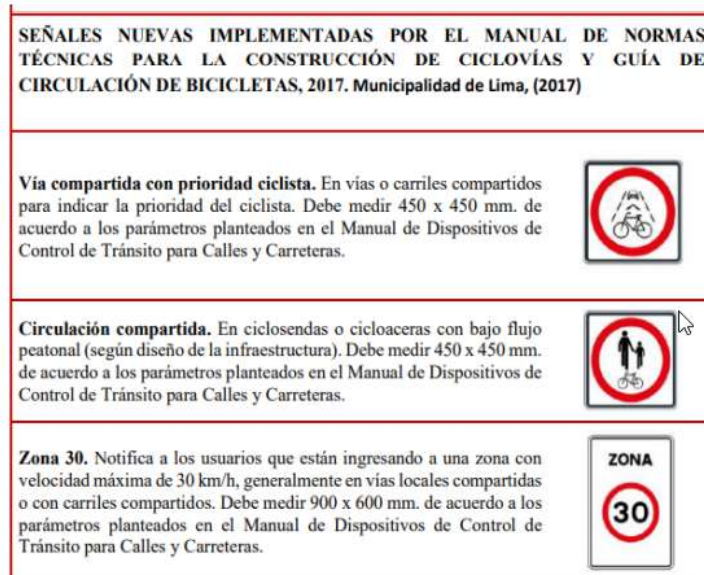 SEÑALES NUEVAS IMPLEMENTADAS POR EL MANUAL DE NORMAS
TÉCNICAS PARA LA CONSTRUCCIÓN DE CICLOVÍAS Y GUÍA DE
CIRCULACIÓN DE BICICLETAS, 2017. Municipalidad de Lima, (2017)
Vía compartida con prioridad ciclista. En vías o carriles compartidos
para indicar la prioridad del ciclista. Debe medir 450 x 450 mm. de
acuerdo a los parámetros planteados en el Manual de Dispositivos de
Control de Tránsito para Calles y Carreteras.
Circulación compartida. En ciclosendas o cicloaceras con bajo flujo
peatonal (según diseño de la infraestructura). Debe medir 450 x 450 mm.
de acuerdo a los parámetros planteados en el Manual de Dispositivos de
Control de Tránsito para Calles y Carreteras.
Zona 30. Notifica a los usuarios que están ingresando a una zona con
velocidad máxima de 30 km/h, generalmente en vías locales compartidas
o con carriles compartidos. Debe medir 900 x 600 mm. de acuerdo a los
parámetros planteados en el Manual de Dispositivos de Control de
Tránsito para Calles y Carreteras.
ZONA
30